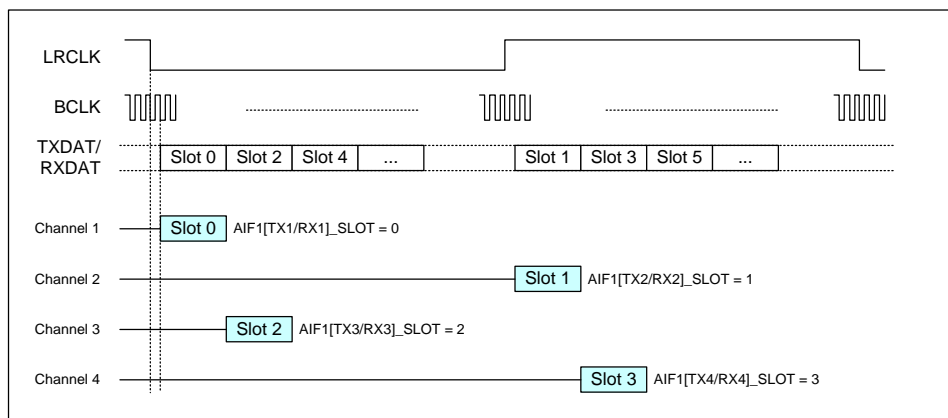 LRCLK
BCLK
TXDAT/
RXDAT
Slot 0 Slot 2 Slot 4 ... Slot 1 Slot 3 Slot 5 ...
Channel 1 Slot 0 AIF1[TX1/RX1]_SLOT = 0
Channel 2 Slot 1 AIF1[TX2/RX2]_SLOT = 1
Channel 3 Slot 2 AIF1[TX3/RX3]_SLOT = 2
Channel 4 Slot 3 AIF1[TX4/RX4]_SLOT = 3